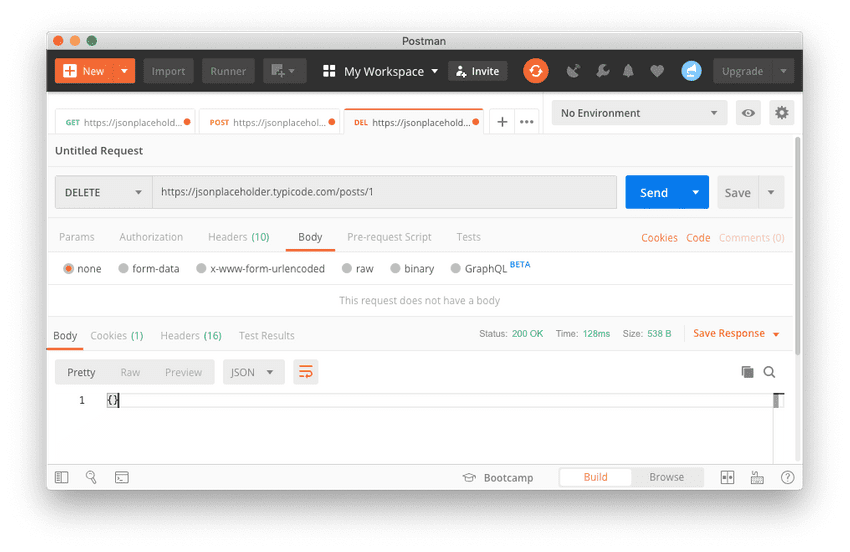 Postman
New Import Runner My Workspace Invite Upgrade
GET https://jsonplacehold... POST https://jsonplacehol... DEL https://jsonplacehold... + ••• No Environment
Untitled Request
DELETE https://jsonplaceholder.typicode.com/posts/1 Send Save
Params Authorization Headers (10) Body Pre-request Script Tests Cookies Code Comments (0)
none form-data x-www-form-urlencoded raw binary GraphQL BETA
This request does not have a body
Body Cookies (1) Headers (16) Test Results Status: 200 OK Time: 128ms Size: 538 B Save Response
Pretty Raw Preview JSON
1 {}
Bootcamp Build Browse ?